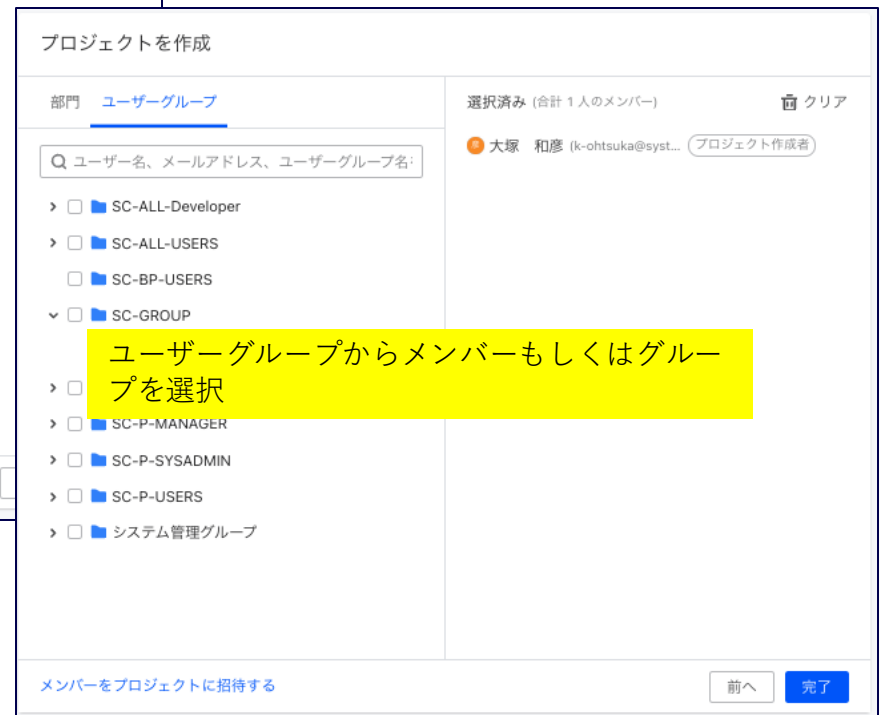 プロジェクトを作成
部門 ユーザーグループ
ユーザー名、メールアドレス、ユーザーグループ名
SC-ALL-Developer
SC-ALL-USERS
SC-BP-USERS
SC-GROUP
ユーザーグループからメンバーもしくはグルー
プを選択
SC-P-MANAGER
SC-P-SYSADMIN
SC-P-USERS
システム管理グループ
選択済み (合計 1 人のメンバー) クリア
大塚 和彦 (k-ohtsuka@syst... プロジェクト作成者
メンバーをプロジェクトに招待する
前へ 完了